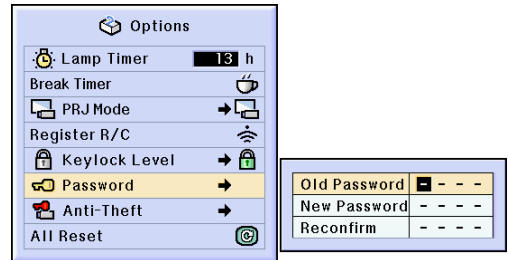 Options
Lamp Timer 13 h
Break Timer
PRJ Mode
Register R/C
Keylock Level
Password
Anti-Theft
All Reset
Old Password - - - -
New Password - - - -
Reconfirm - - - -